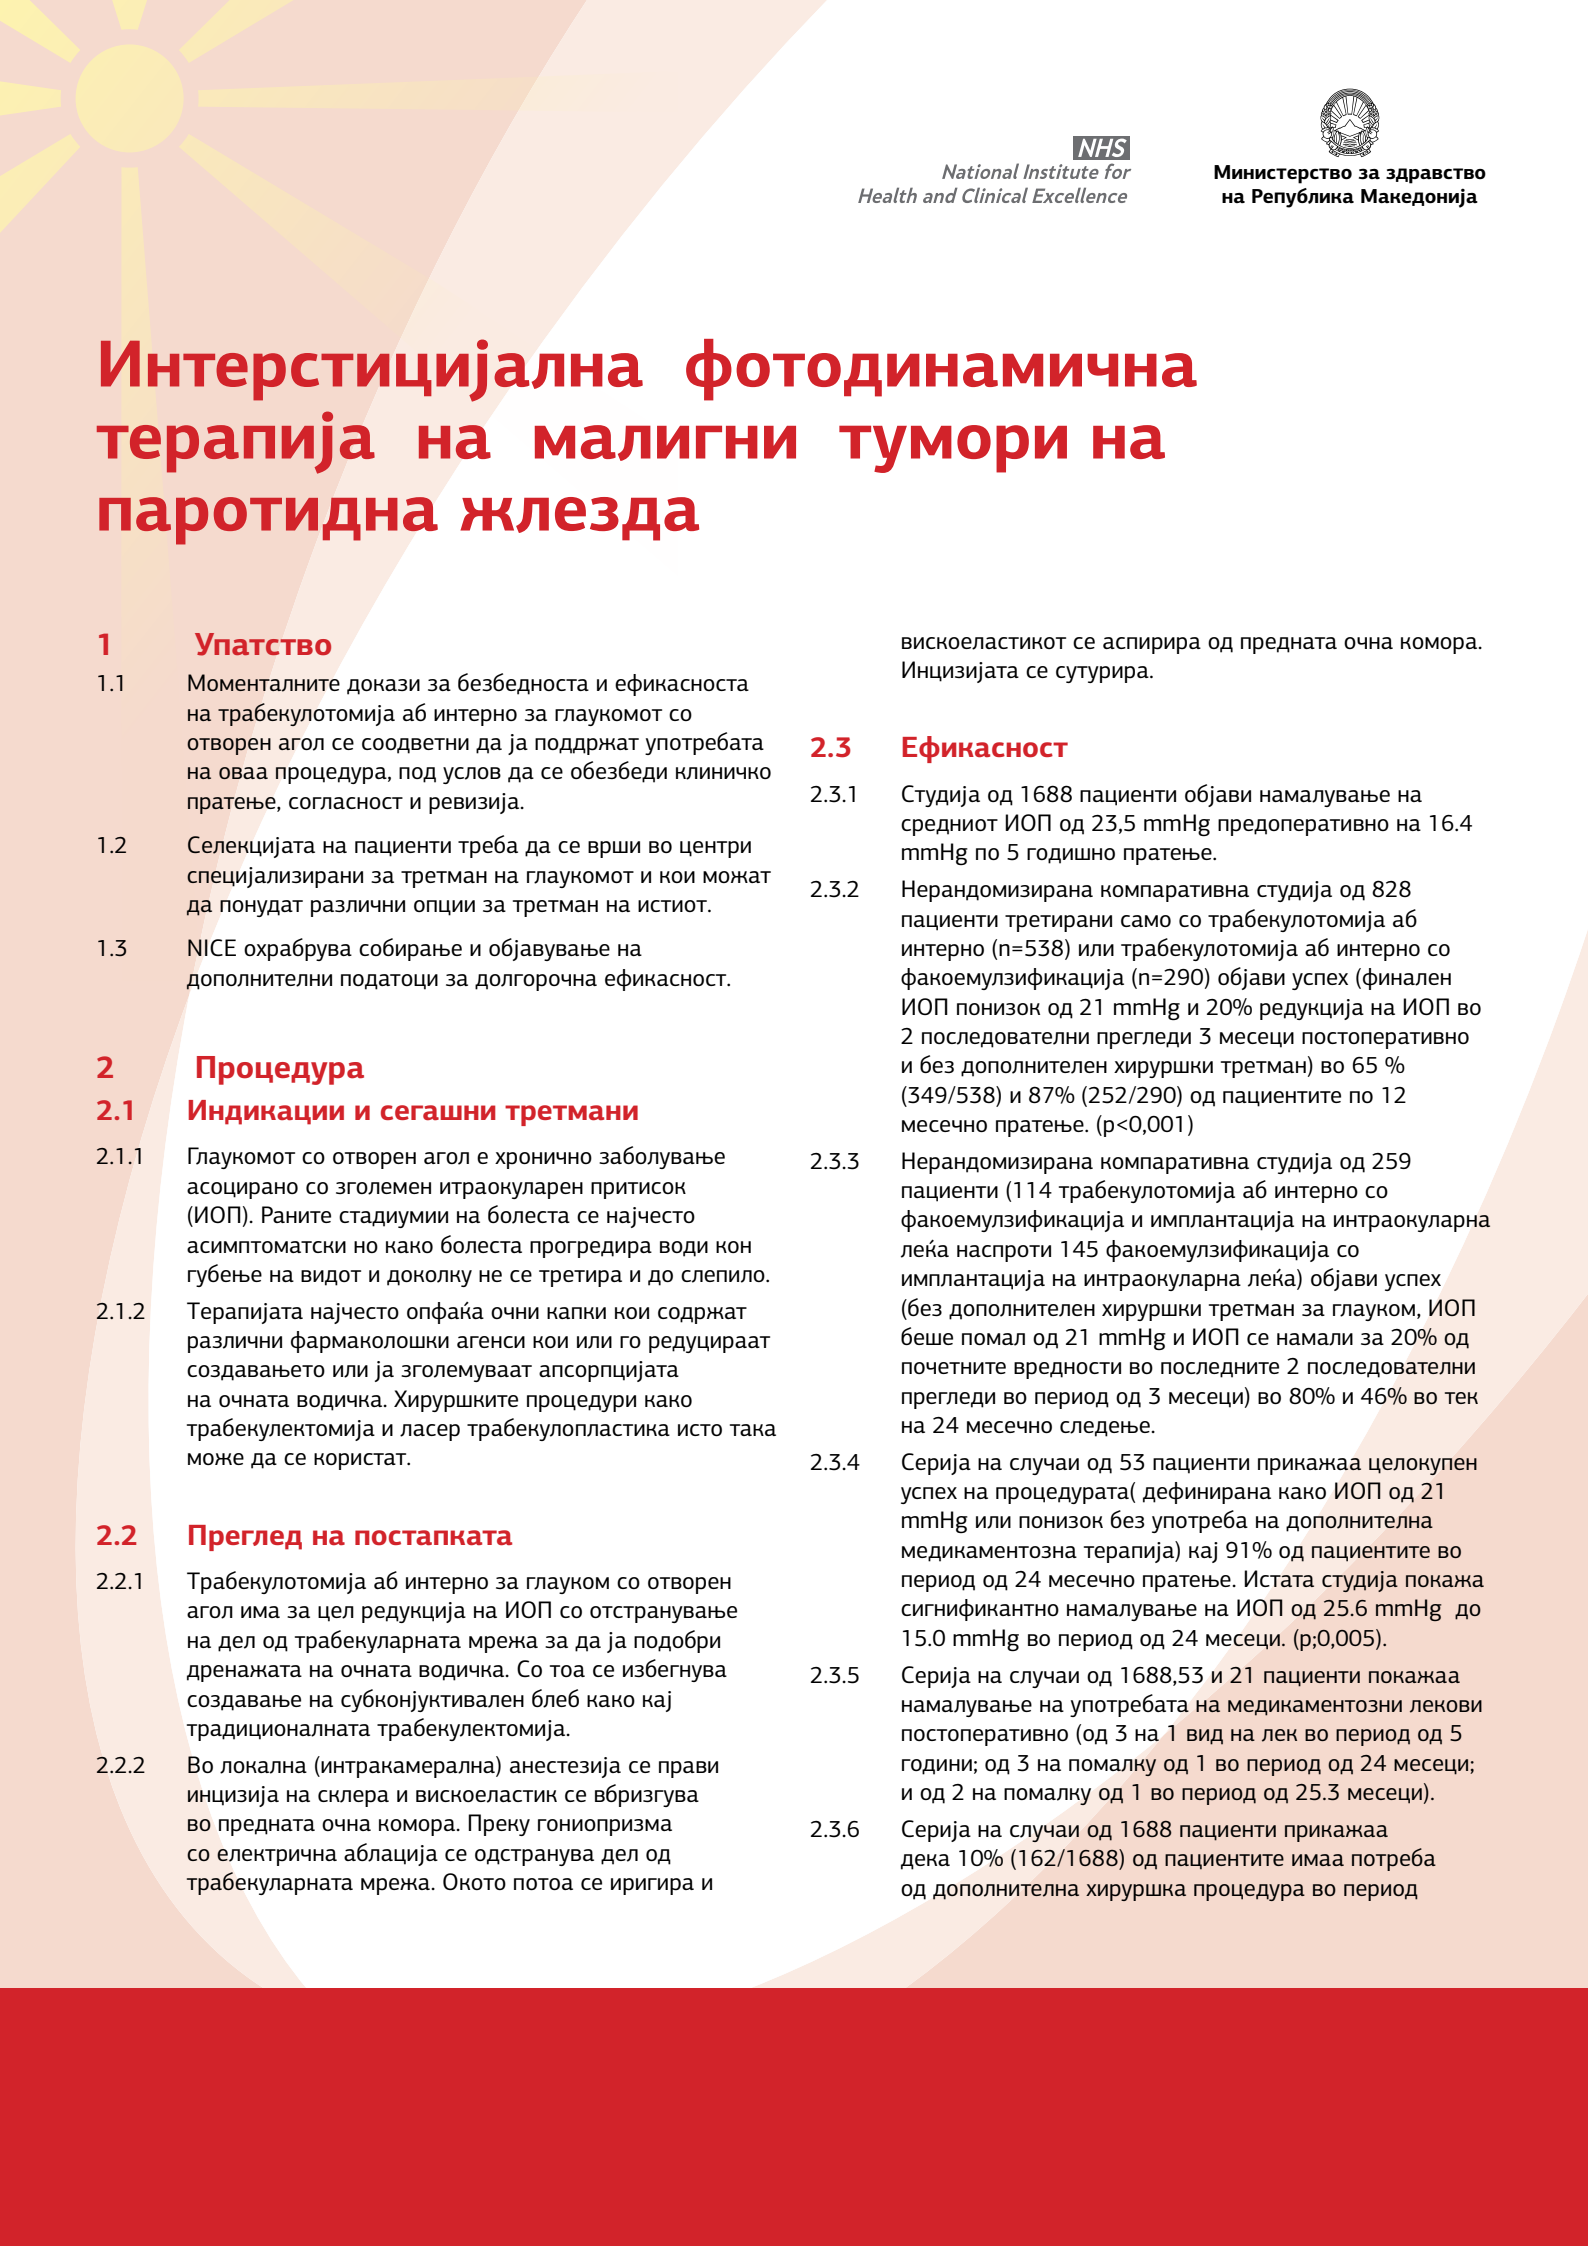 NHS
National Institute for
Health and Clinical Excellence
Министерство за здравство
на Република Македонија
Интерстицијална фотодинамична
терапија на малигни тумори на
паротидна жлезда
1 Упатство
1.1 Моменталните докази за безбедноста и ефикасноста
на трабекулотомија аб интерно за глаукомот со
отворен агол се соодветни да ја поддржат употребата
на оваа процедура, под услов да се обезбеди клиничко
пратење, согласност и ревизија.
1.2 Селекцијата на пациенти треба да се врши во центри
специјализирани за третман на глаукомот и кои можат
да понудат различни опции за третман на истиот.
1.3 NICE охрабрува собирање и објавување на
дополнителни податоци за долгорочна ефикасност.
2 Процедура
2.1 Индикации и сегашни третмани
2.1.1 Глаукомот со отворен агол е хронично заболување
асоцирано со зголемен итраокуларен притисок
(ИОП). Раните стадиумии на болеста се најчесто
асимптоматски но како болеста прогредира води кон
губење на видот и доколку не се третира и до слепило.
2.1.2 Терапијата најчесто опфаќа очни капки кои содржат
различни фармаколошки агенси кои или го редуцираат
создавањето или ја зголемуваат апсорпцијата
на очната водичка. Хируршките процедури како
трабекулектомија и ласер трабекулопластика исто така
може да се користат.
2.2 Преглед на постапката
2.2.1 Трабекулотомија аб интерно за глауком со отворен
агол има за цел редукција на ИОП со отстранување
на дел од трабекуларната мрежа за да ја подобри
дренажата на очната водичка. Со тоа се избегнува
создавање на субконјуктивален блеб како кај
традиционалната трабекулектомија.
2.2.2 Во локална (интракамерална) анестезија се прави
инцизија на склера и вискоеластик се вбризгува
во предната очна комора. Преку гониопризма
со електрична аблација се одстранува дел од
трабекуларната мрежа. Окото потоа се иригира и
вискоеластикот се аспирира од предната очна комора.
Инцизијата се сутурира.
2.3 Ефикасност
2.3.1 Студија од 1688 пациенти објави намалување на
средниот ИОП од 23,5 mmHg предоперативно на 16.4
mmHg по 5 годишно пратење.
2.3.2 Нерандомизирана компаративна студија од 828
пациенти третирани само со трабекулотомија аб
интерно (n=538) или трабекулотомија аб интерно со
факоемулзификација (n=290) објави успех (финален
ИОП понизок од 21 mmHg и 20% редукција на ИОП во
2 последователни прегледи 3 месеци постоперативно
и без дополнителен хируршки третман) во 65 %
(349/538) и 87% (252/290) од пациентите по 12
месечно пратење. (p<0,001)
2.3.3 Нерандомизирана компаративна студија од 259
пациенти (114 трабекулотомија аб интерно со
факоемулзификација и имплантација на интраокуларна
леќа наспроти 145 факоемулзификација со
имплантација на интраокуларна леќа) објави успех
(без дополнителен хируршки третман за глауком, ИОП
беше помал од 21 mmHg и ИОП се намали за 20% од
почетните вредности во последните 2 последователни
прегледи во период од 3 месеци) во 80% и 46% во тек
на 24 месечно следење.
2.3.4 Серија на случаи од 53 пациенти прикажаа целокупен
успех на процедурата( дефинирана како ИОП од 21
mmHg или понизок без употреба на дополнителна
медикаментозна терапија) кај 91% од пациентите во
период од 24 месечно пратење. Истата студија покажа
сигнификантно намалување на ИОП од 25.6 mmHg до
15.0 mmHg во период од 24 месеци. (p;0,005).
2.3.5 Серија на случаи од 1688,53 и 21 пациенти покажаа
намалување на употребата на медикаментозни лекови
постоперативно (од 3 на 1 вид на лек во период од 5
години; од 3 на помалку од 1 во период од 24 месеци;
и од 2 на помалку од 1 во период од 25.3 месеци).
2.3.6 Серија на случаи од 1688 пациенти прикажаа
дека 10% (162/1688) од пациентите имаа потреба
од дополнителна хируршка процедура во период